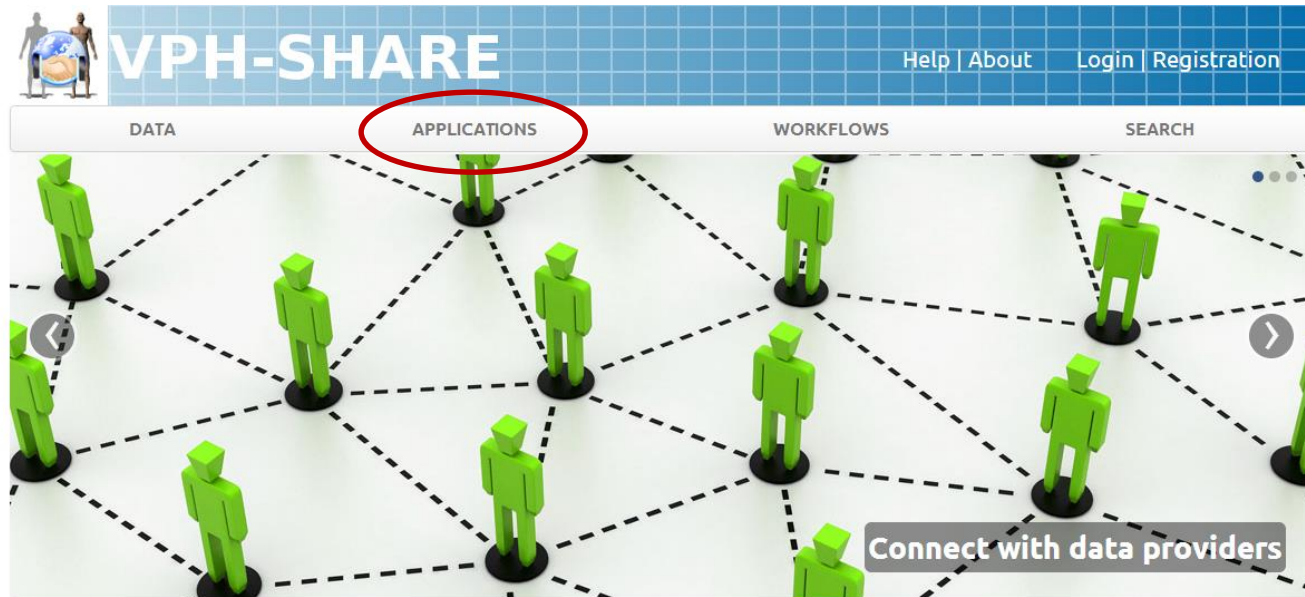 VPH-SHARE
Help | About Login | Registration
DATA APPLICATIONS WORKFLOWS SEARCH
Connect with data providers